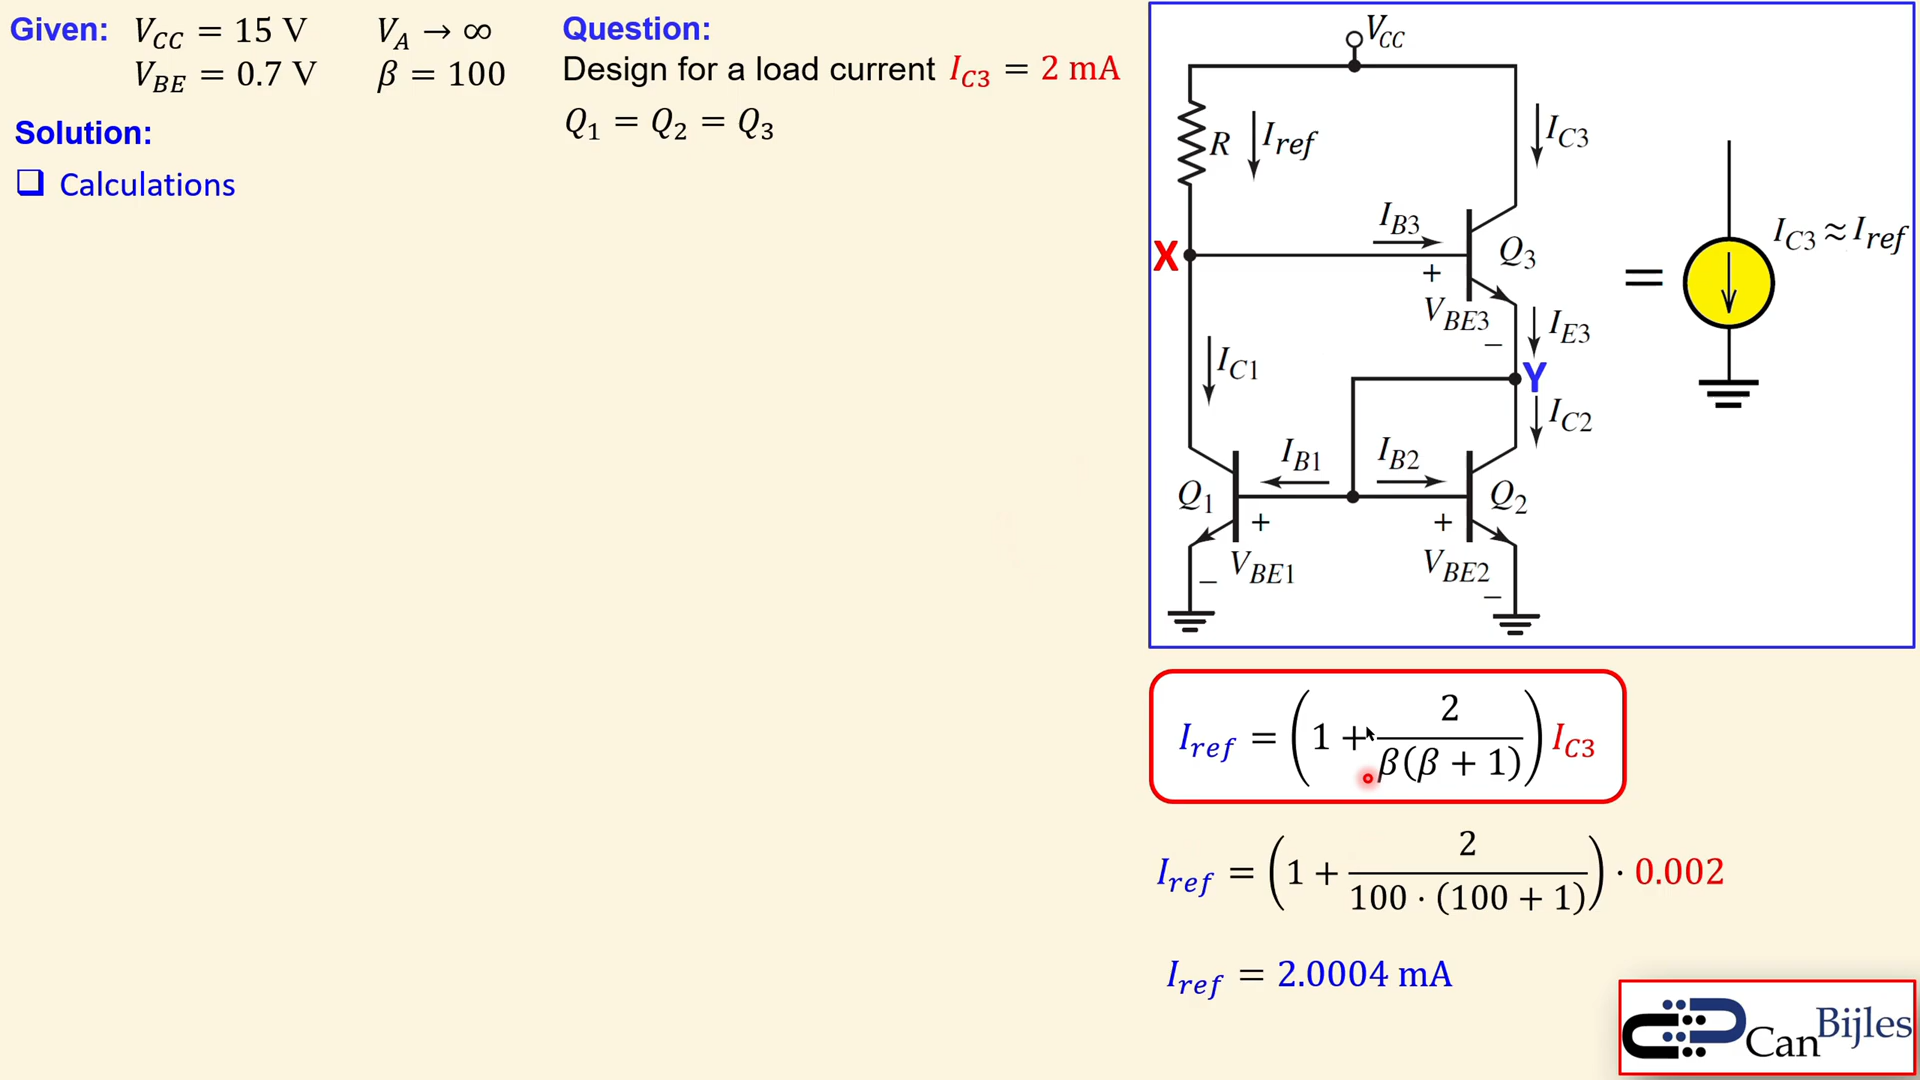 Given: V_CC = 15 V    V_A → ∞
V_BE = 0.7 V    β = 100
Question:
Design for a load current I_C3 = 2 mA
Q_1 = Q_2 = Q_3
Solution:
❑ Calculations
V_CC
R I_ref
I_C3
I_B3
X
Q_3
+
V_BE3
−
I_E3
= I_C3 ≈ I_ref
Y
I_C1
I_C2
I_B1 I_B2
Q_1 Q_2
+ +
V_BE1 V_BE2
− −
I_ref = (1 + 2/(β(β + 1))) I_C3
I_ref = (1 + 2/(100 · (100 + 1))) · 0.002
I_ref = 2.0004 mA
CanBijles